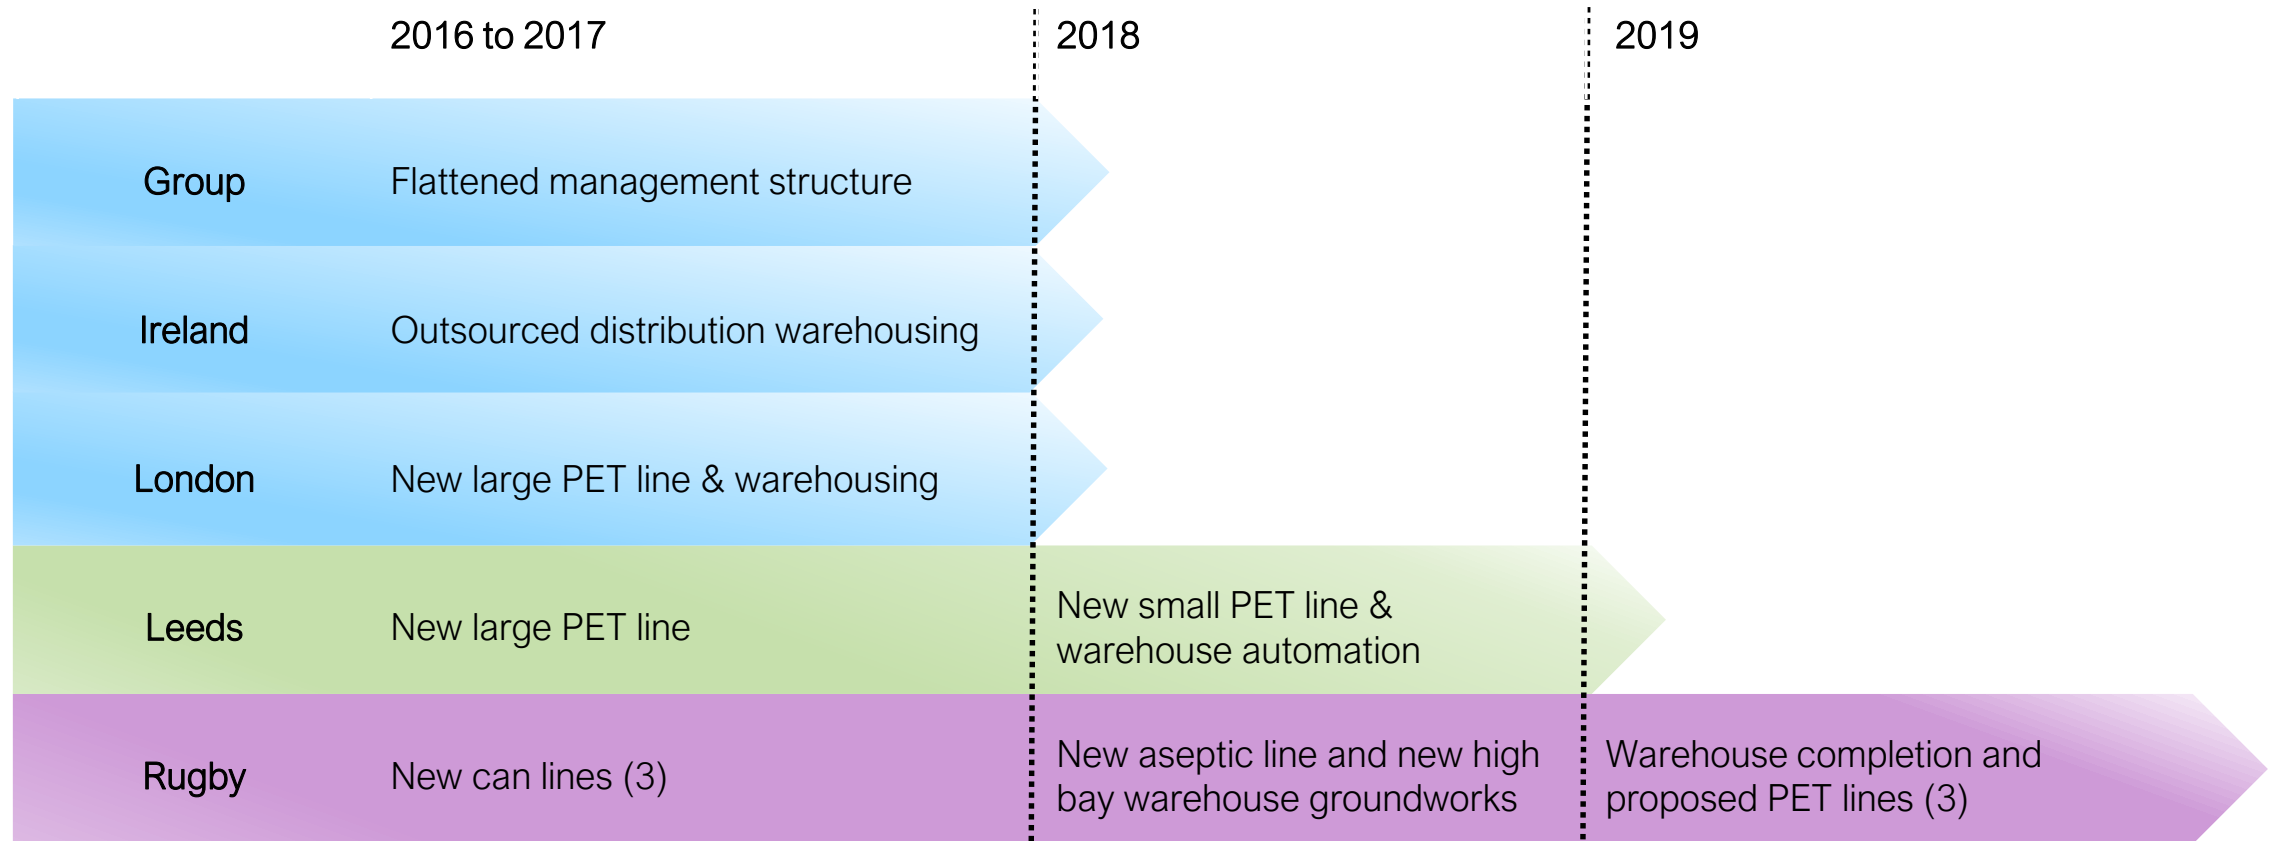 2016 to 2017
2018
2019
Group
Flattened management structure
Ireland
Outsourced distribution warehousing
London
New large PET line & warehousing
Leeds
New large PET line
New small PET line &
warehouse automation
Rugby
New can lines (3)
New aseptic line and new high
bay warehouse groundworks
Warehouse completion and
proposed PET lines (3)